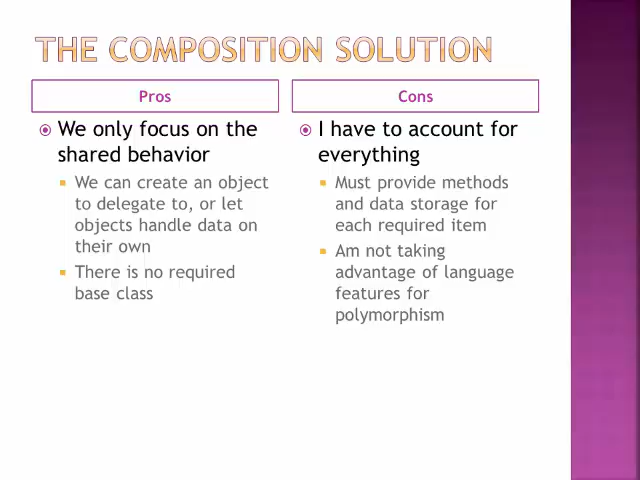 THE COMPOSITION SOLUTION
Pros
We only focus on the
shared behavior
We can create an object
to delegate to, or let
objects handle data on
their own
There is no required
base class
Cons
I have to account for
everything
Must provide methods
and data storage for
each required item
Am not taking
advantage of language
features for
polymorphism